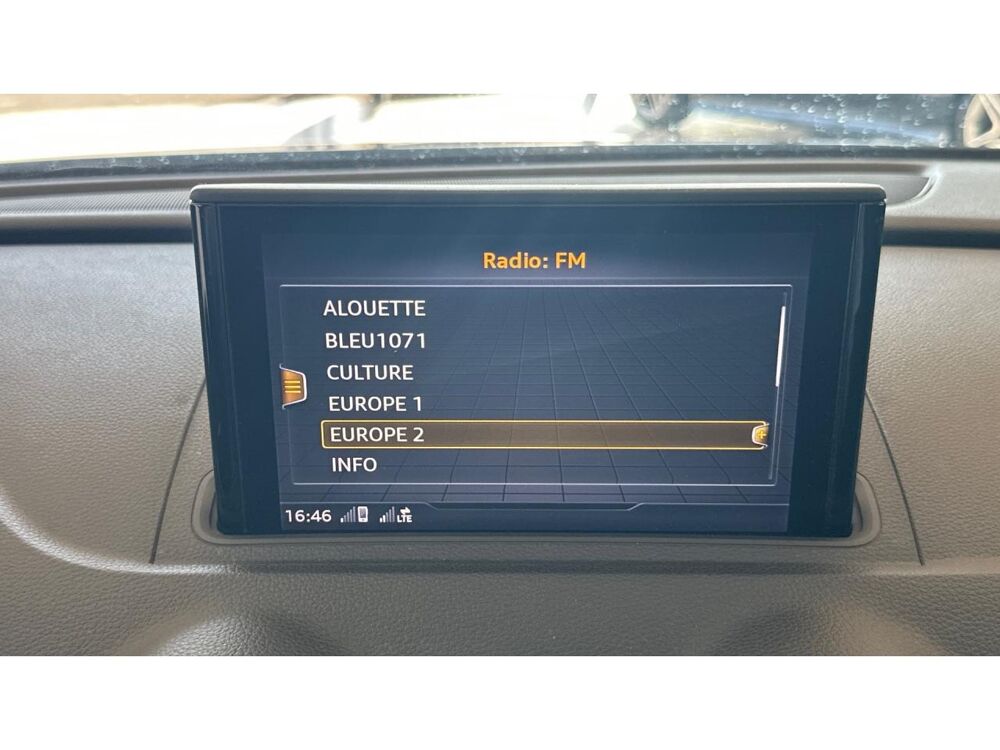 Radio: FM
ALOUETTE
BLEU1071
CULTURE
EUROPE 1
EUROPE 2
INFO
16:46 LTE